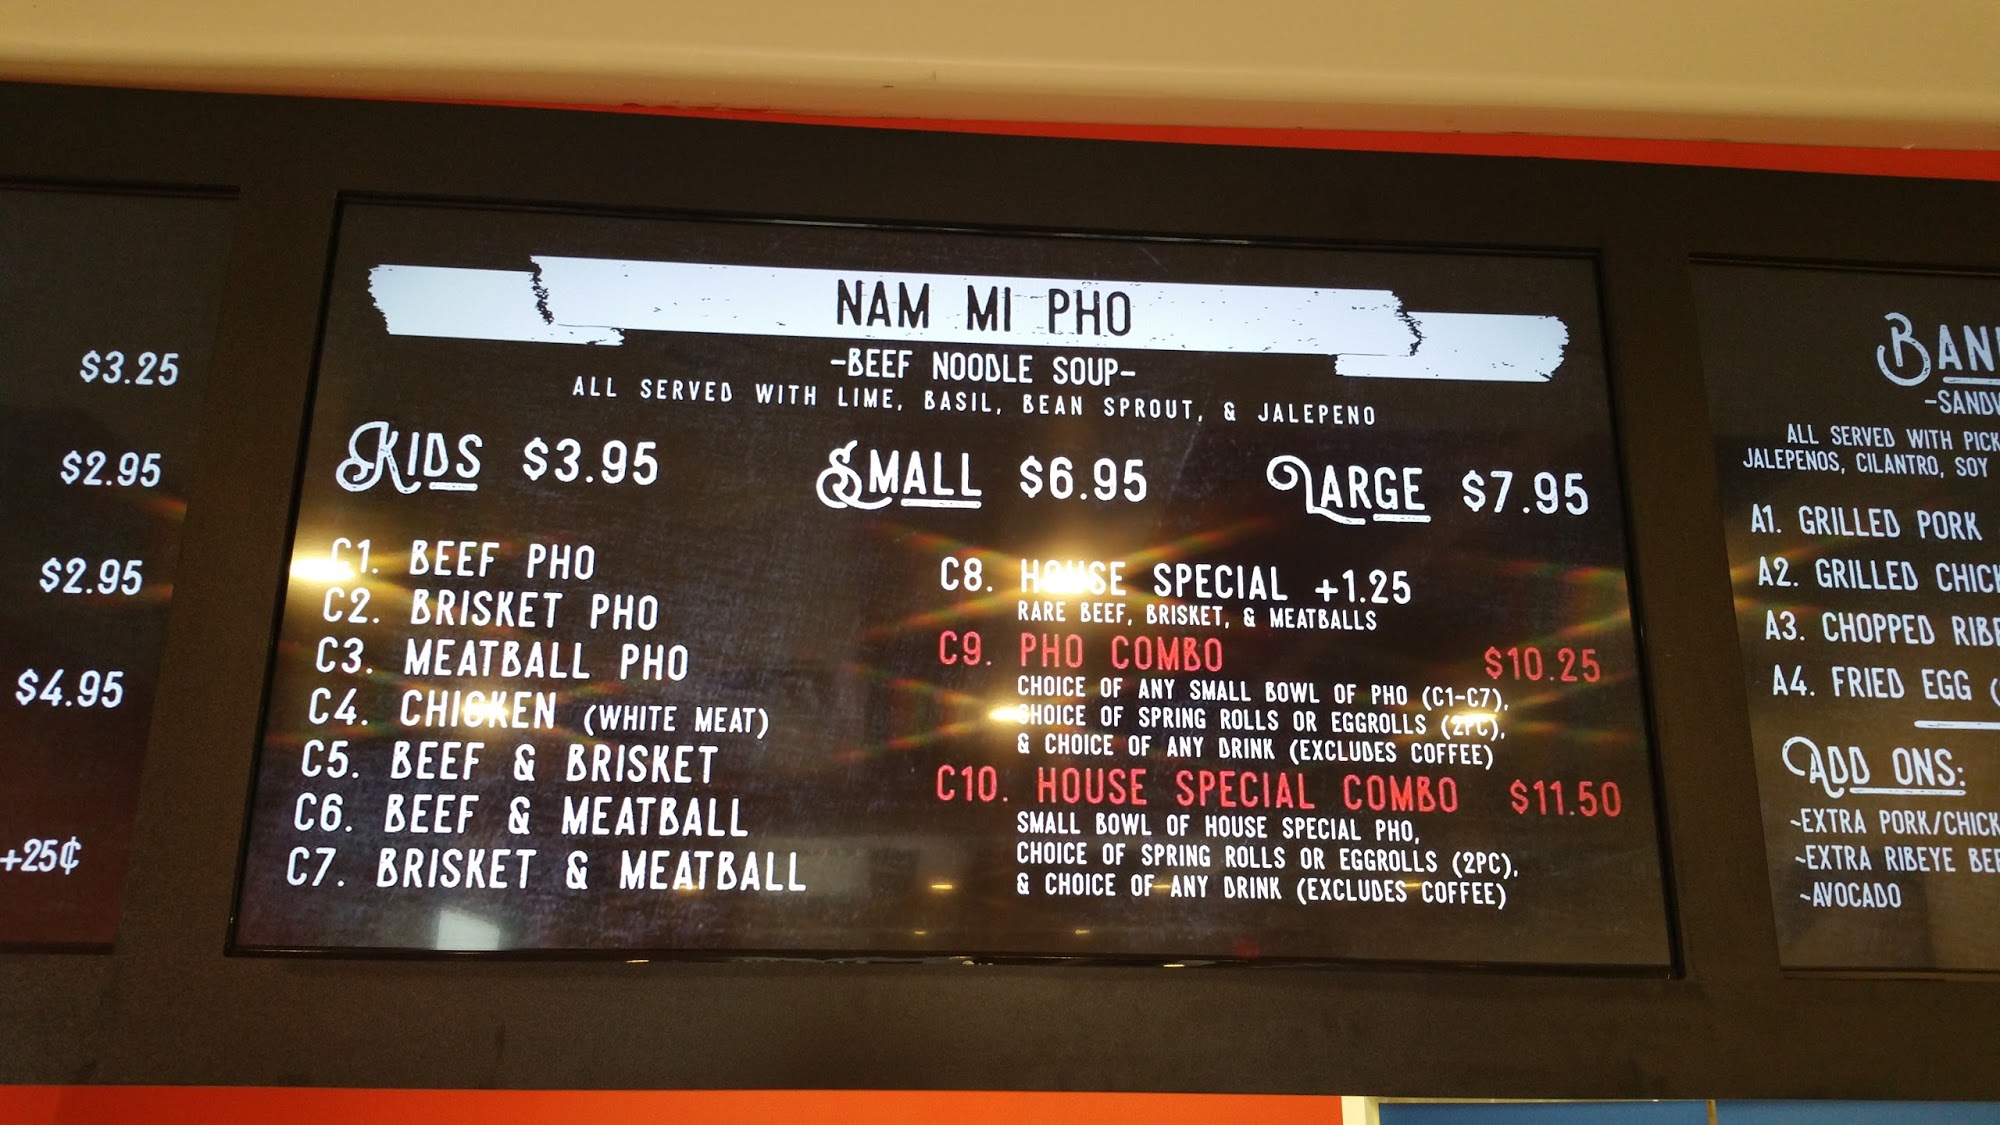 $3.25
$2.95
$2.95
$4.95
+25¢
NAM MI PHO
-BEEF NOODLE SOUP-
ALL SERVED WITH LIME, BASIL, BEAN SPROUT, & JALEPENO
KIDS $3.95
SMALL $6.95
LARGE $7.95
C1. BEEF PHO
C2. BRISKET PHO
C3. MEATBALL PHO
C4. CHICKEN (WHITE MEAT)
C5. BEEF & BRISKET
C6. BEEF & MEATBALL
C7. BRISKET & MEATBALL
C8. HOUSE SPECIAL +1.25
RARE BEEF, BRISKET, & MEATBALLS
C9. PHO COMBO $10.25
CHOICE OF ANY SMALL BOWL OF PHO (C1-C7),
CHOICE OF SPRING ROLLS OR EGGROLLS (2PC),
& CHOICE OF ANY DRINK (EXCLUDES COFFEE)
C10. HOUSE SPECIAL COMBO $11.50
SMALL BOWL OF HOUSE SPECIAL PHO,
CHOICE OF SPRING ROLLS OR EGGROLLS (2PC),
& CHOICE OF ANY DRINK (EXCLUDES COFFEE)
ALL SERVED WITH
JALEPENOS, CILANTRO, SOY
A1. GRILLED PORK
A2. GRILLED
A3. CHOPPED
A4. FRIED EGG
ADD ONS:
~EXTRA PORK/
~EXTRA RIBEYE
~AVOCADO